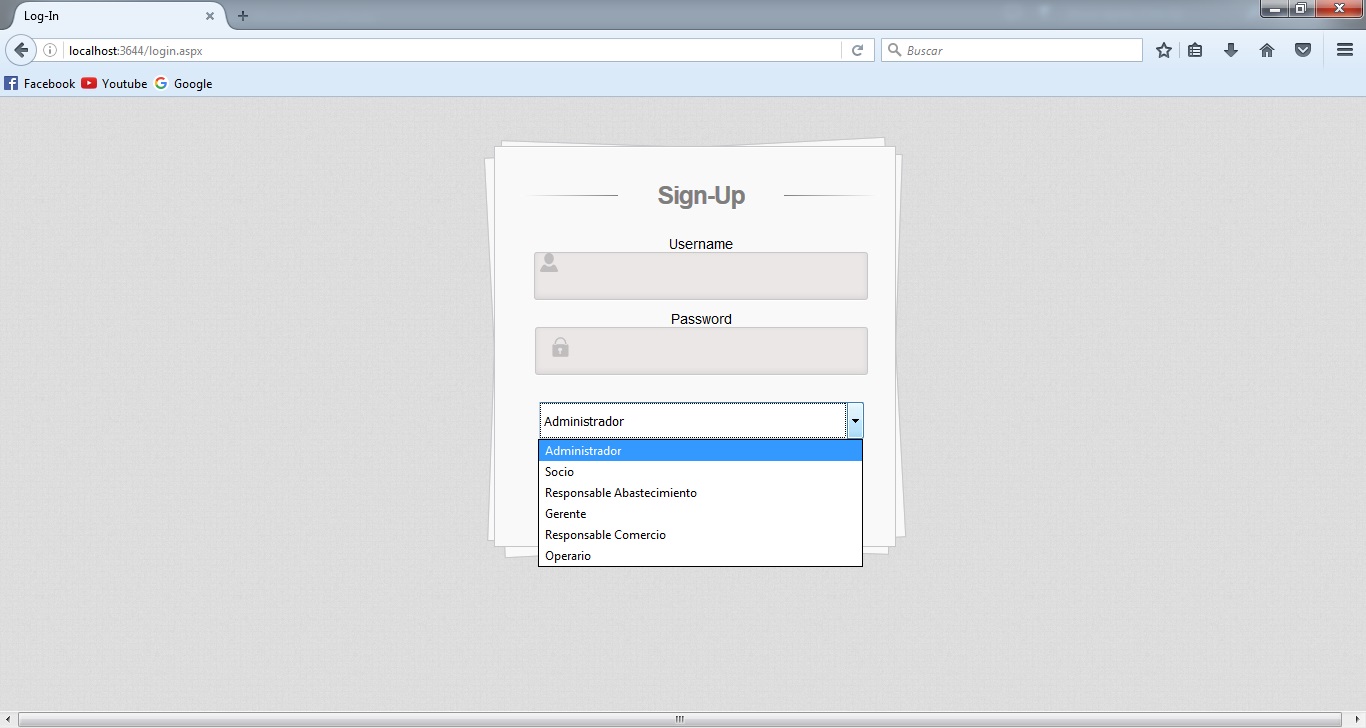 Log-In
localhost:3644/login.aspx
Buscar
Facebook Youtube Google
Sign-Up
Username
Password
Administrador
Administrador
Socio
Responsable Abastecimiento
Gerente
Responsable Comercio
Operario